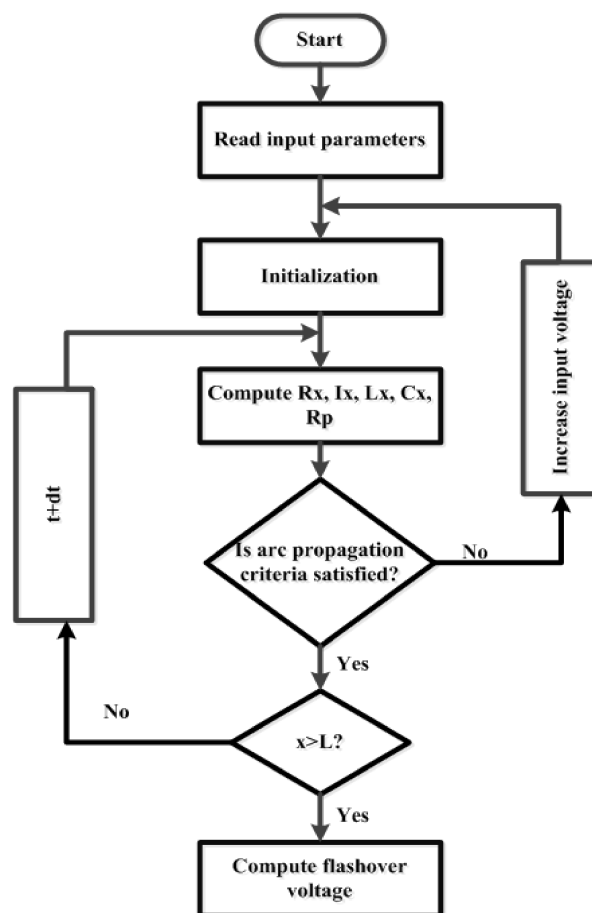 Start
Read input parameters
Initialization
Increase input voltage
Compute Rx, Ix, Lx, Cx,
Rp
t+dt
Is arc propagation
criteria satisfied?
No
Yes
No
x>L?
Yes
Compute flashover
voltage